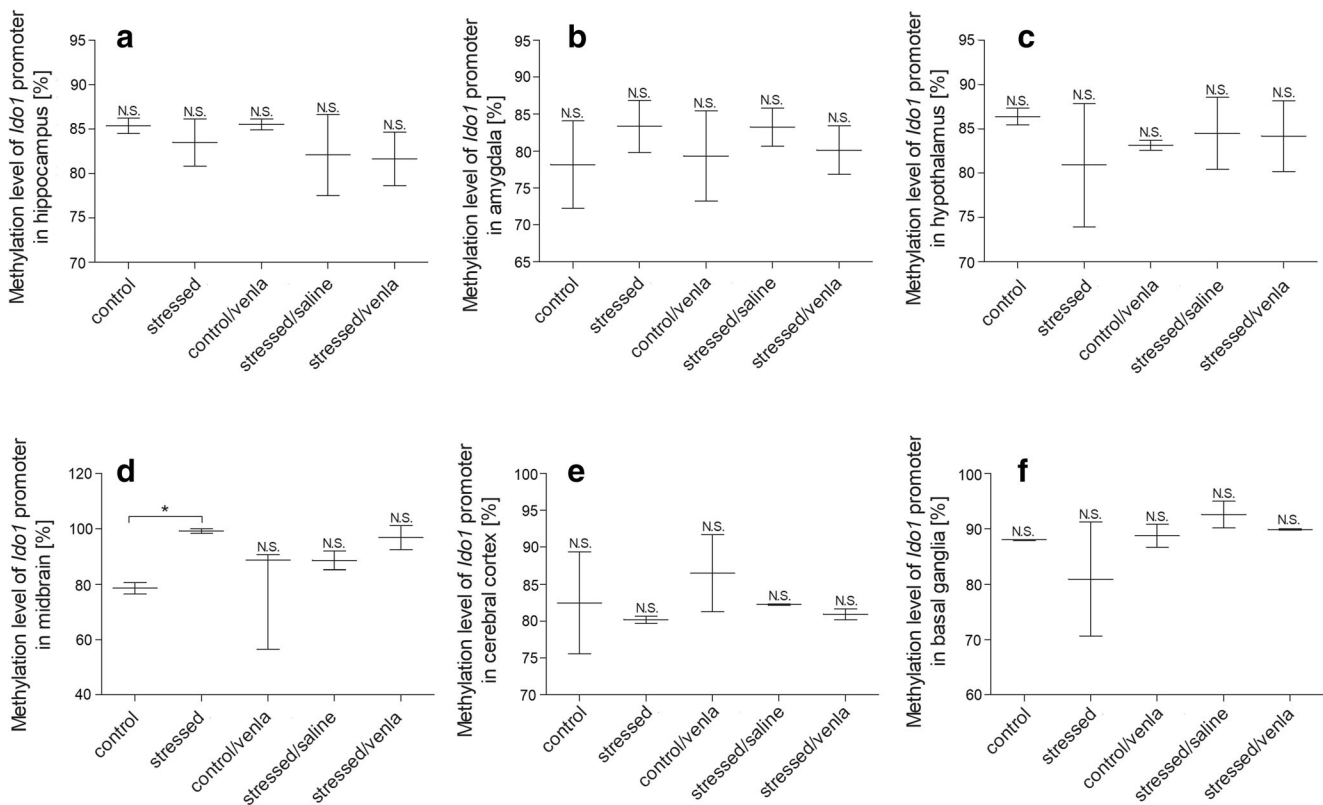 a
Methylation level of Ido1 promoter
in hippocampus [%]
95
90
85
80
75
70
N.S.
N.S.
N.S.
N.S.
N.S.
control
stressed
control/venla
stressed/saline
stressed/venla
b
Methylation level of Ido1 promoter
in amygdala [%]
95
90
85
80
75
70
65
N.S.
N.S.
N.S.
N.S.
N.S.
control
stressed
control/venla
stressed/saline
stressed/venla
c
Methylation level of Ido1 promoter
in hypothalamus [%]
95
90
85
80
75
70
N.S.
N.S.
N.S.
N.S.
N.S.
control
stressed
control/venla
stressed/saline
stressed/venla
d
Methylation level of Ido1 promoter
in midbrain [%]
120
100
80
60
40
*
N.S.
N.S.
N.S.
control
stressed
control/venla
stressed/saline
stressed/venla
e
Methylation level of Ido1 promoter
in cerebral cortex [%]
100
95
90
85
80
75
70
N.S.
N.S.
N.S.
N.S.
N.S.
control
stressed
control/venla
stressed/saline
stressed/venla
f
Methylation level of Ido1 promoter
in basal ganglia [%]
100
90
80
70
60
N.S.
N.S.
N.S.
N.S.
N.S.
control
stressed
control/venla
stressed/saline
stressed/venla